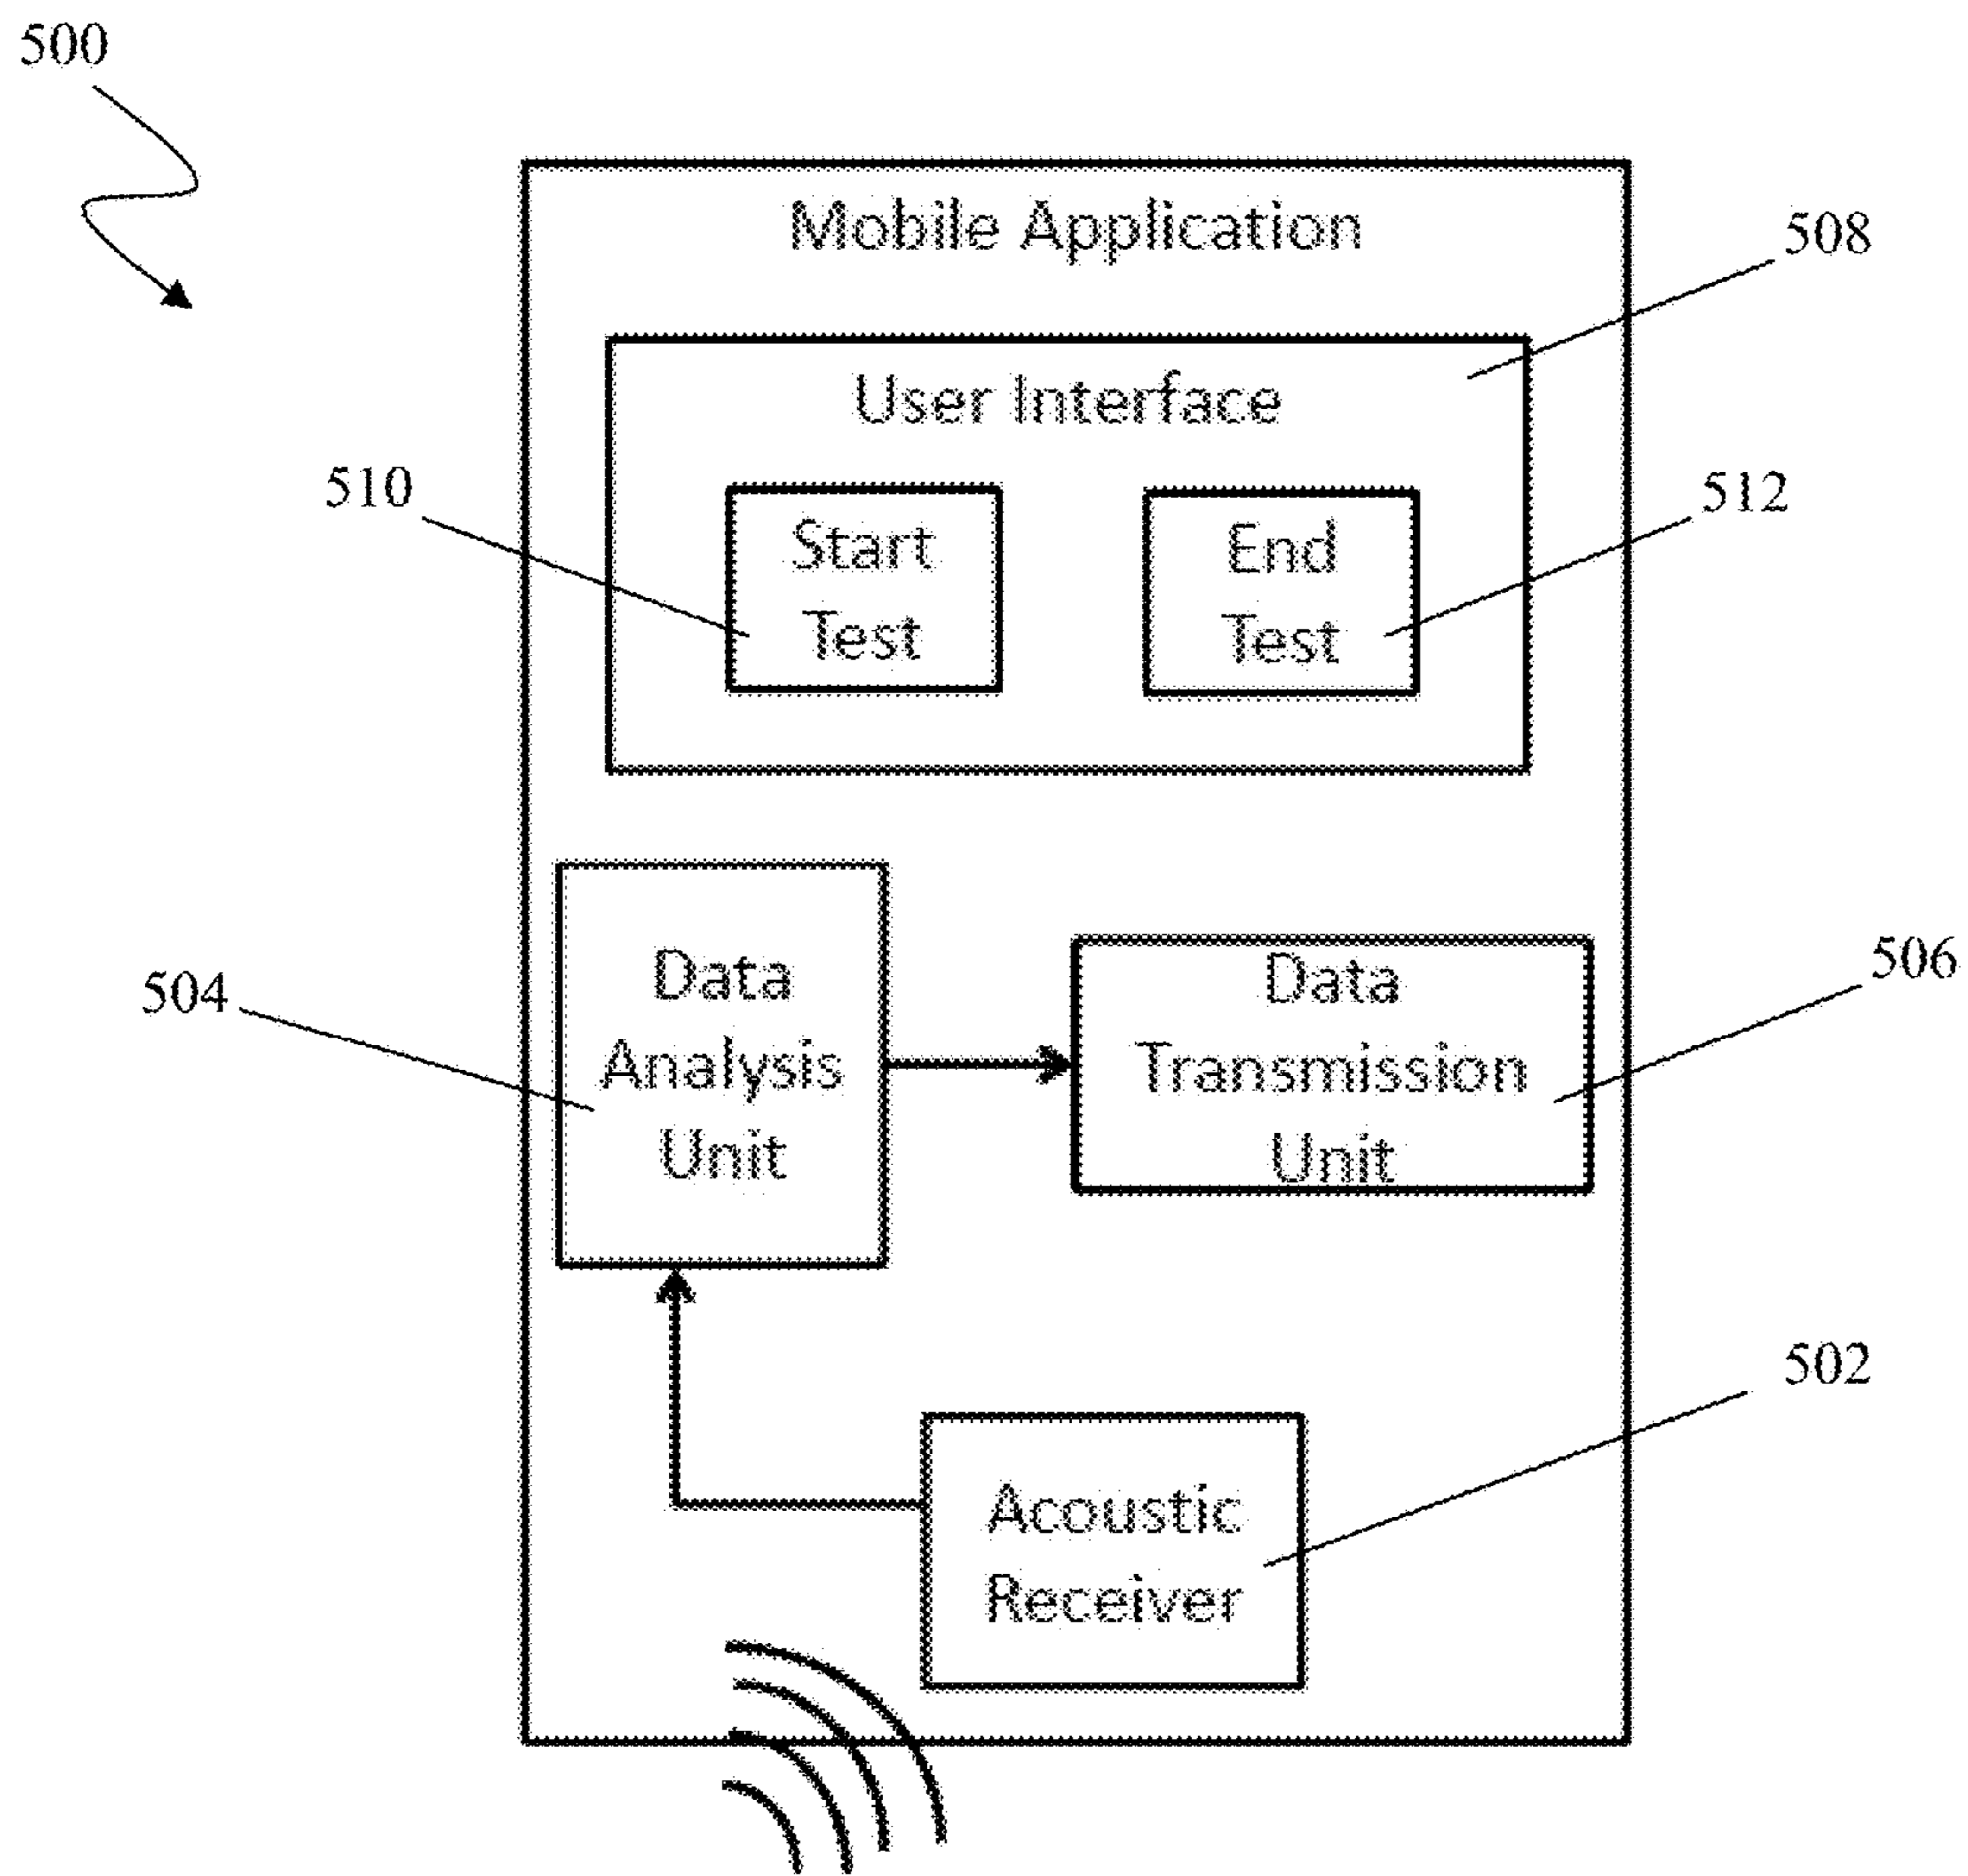 500
Mobile Application
508
User Interface
510
Start
Test
512
End
Test
504
Data
Analysis
Unit
506
Data
Transmission
Unit
502
Acoustic
Receiver